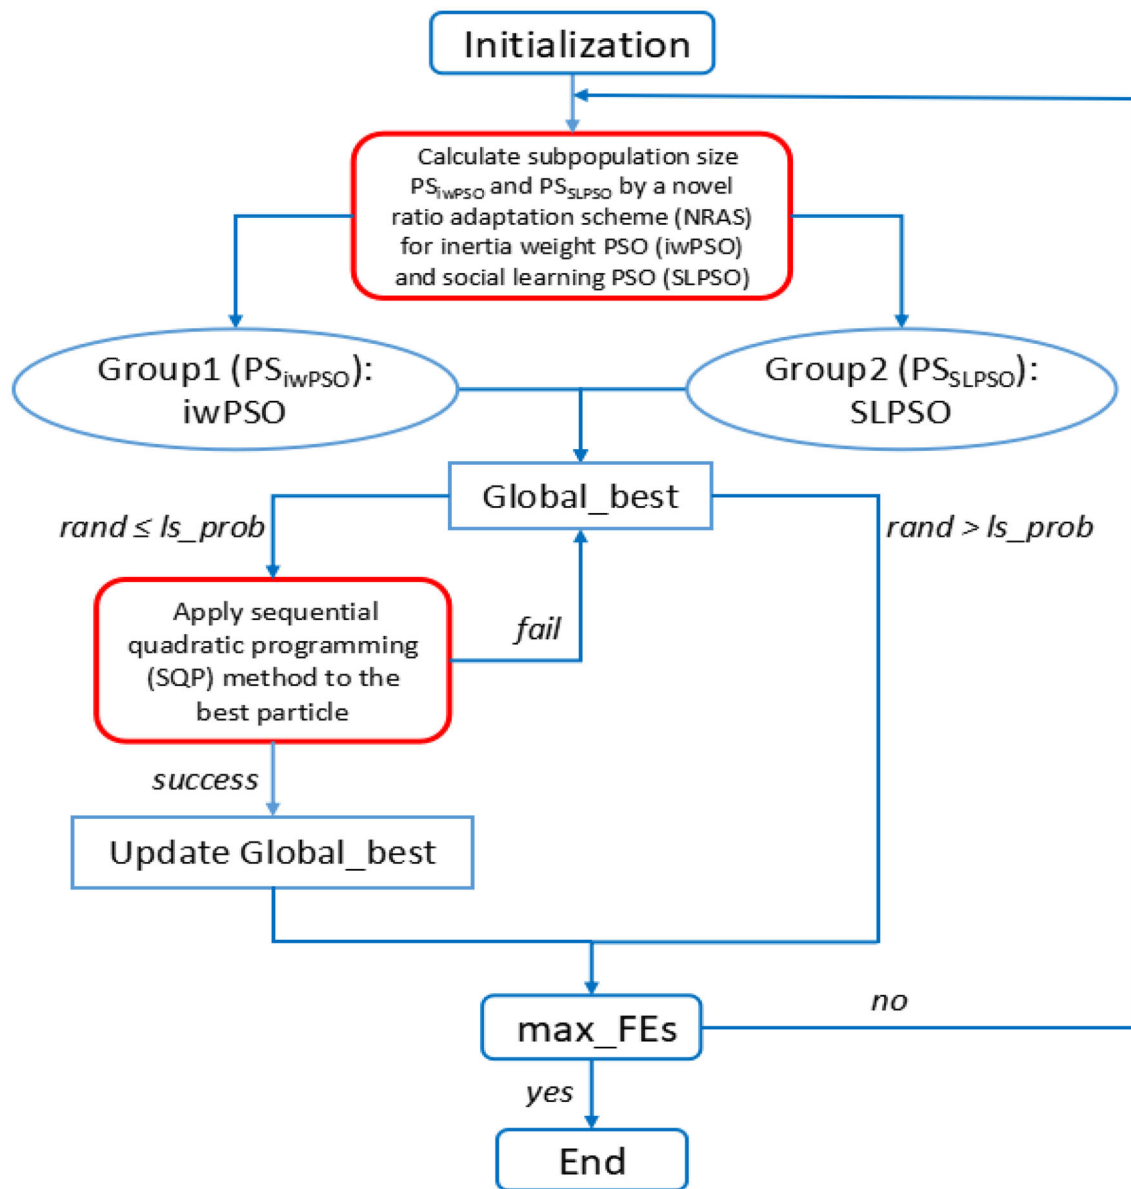 Initialization
Calculate subpopulation size
PSiwPSO and PSSLPSO by a novel
ratio adaptation scheme (NRAS)
for inertia weight PSO (iwPSO)
and social learning PSO (SLPSO)
Group1 (PSiwPSO):
iwPSO
Group2 (PSSLPSO):
SLPSO
Global_best
rand ≤ ls_prob
rand > ls_prob
Apply sequential
quadratic programming
(SQP) method to the
best particle
fail
success
Update Global_best
max_FEs
no
yes
End